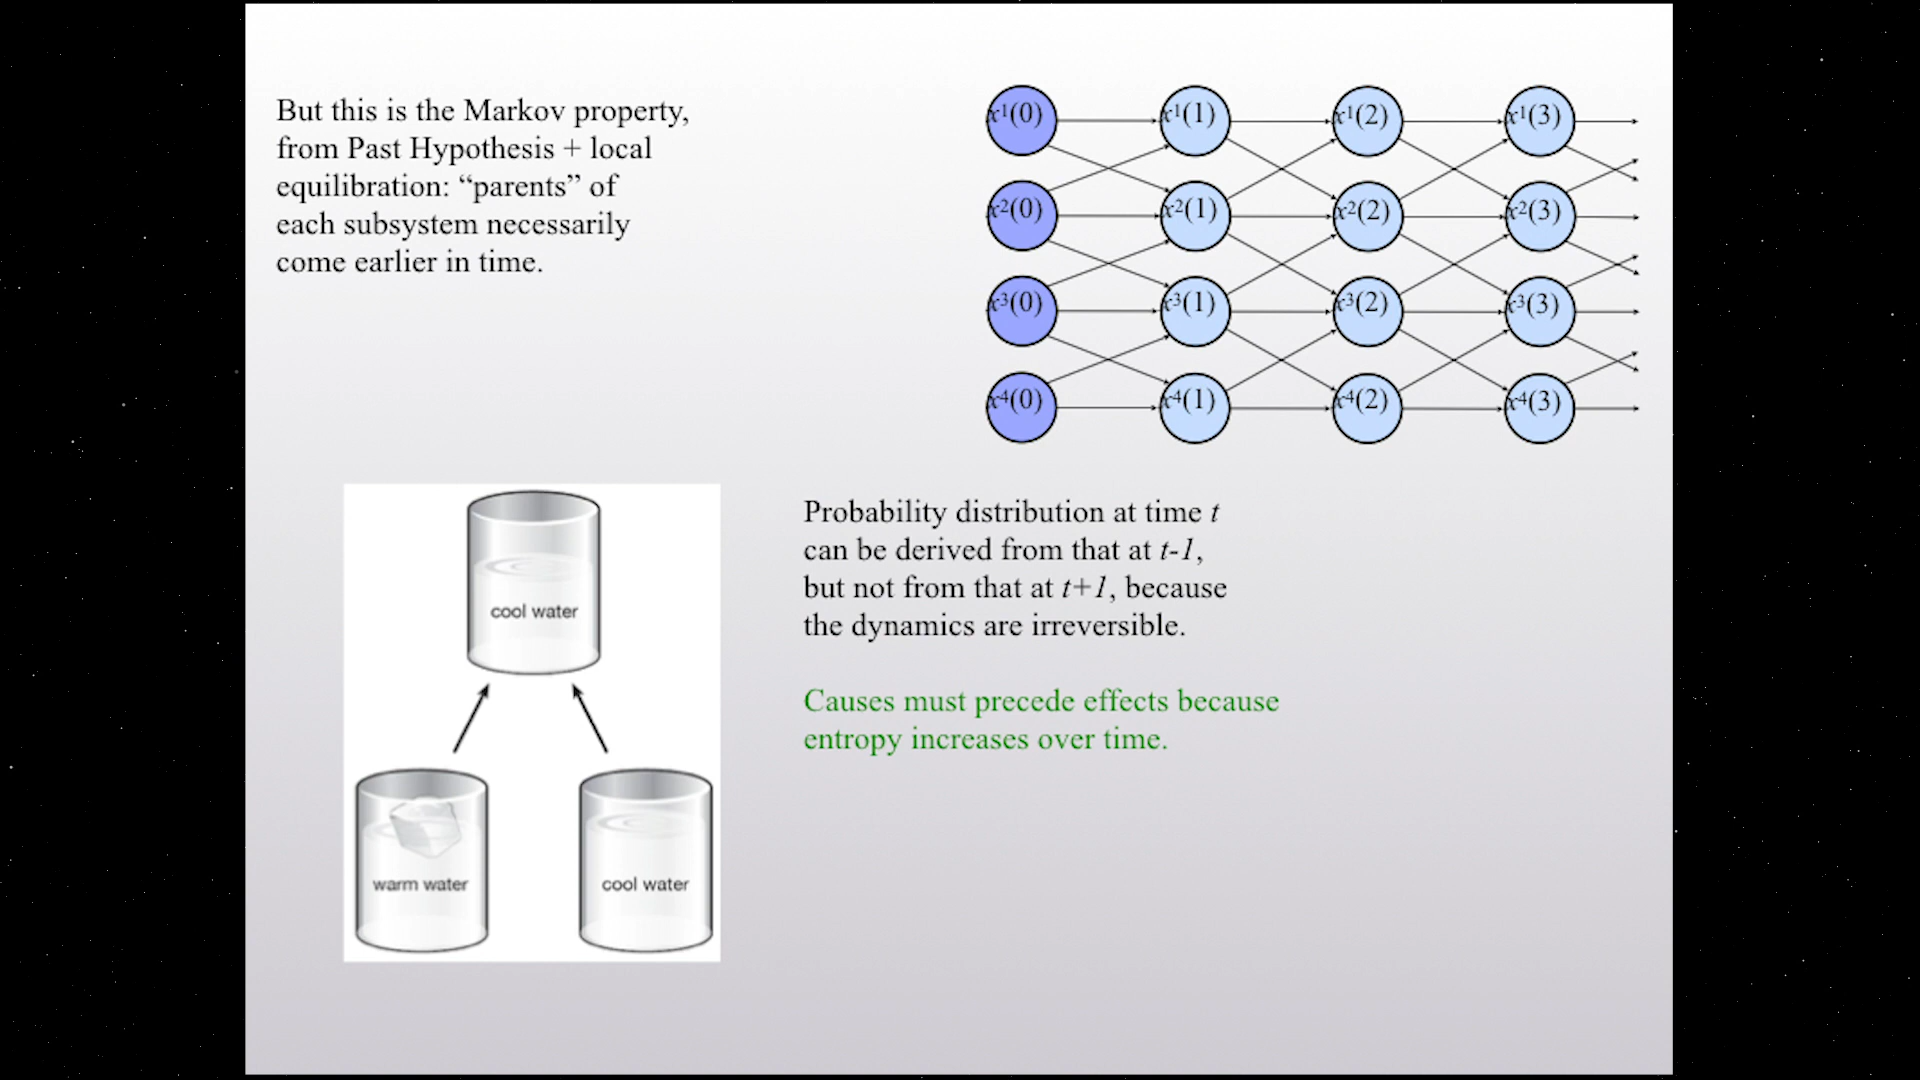 But this is the Markov property,
from Past Hypothesis + local
equilibration: “parents” of
each subsystem necessarily
come earlier in time.
x¹(0) x¹(1) x¹(2) x¹(3)
x²(0) x²(1) x²(2) x²(3)
x³(0) x³(1) x³(2) x³(3)
x⁴(0) x⁴(1) x⁴(2) x⁴(3)
cool water
warm water
cool water
Probability distribution at time t
can be derived from that at t-1,
but not from that at t+1, because
the dynamics are irreversible.
Causes must precede effects because
entropy increases over time.